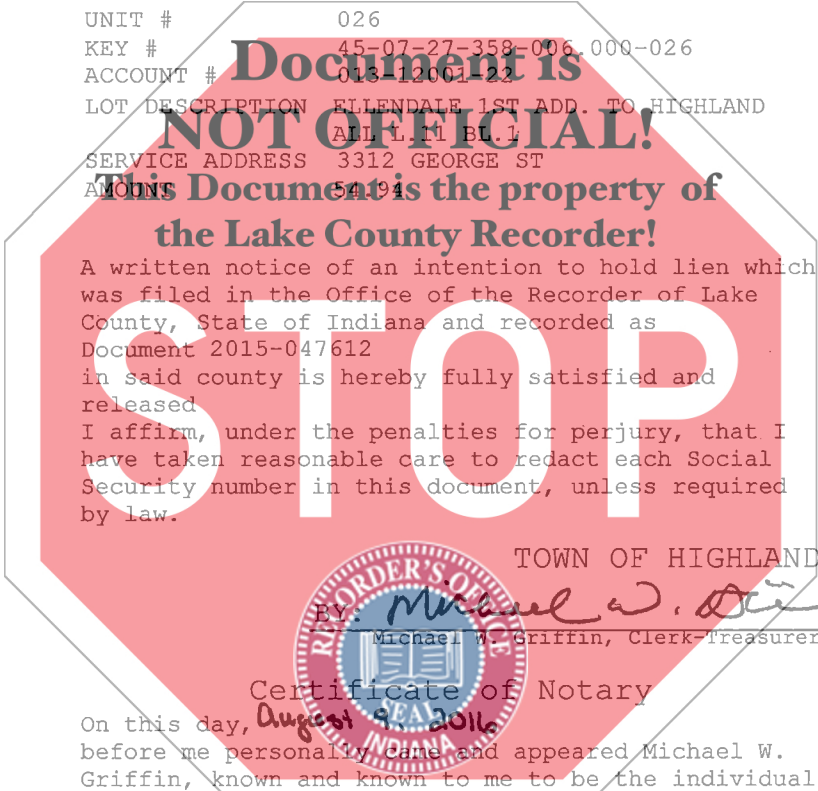 UNIT # 026
KEY # 45-07-27-358-006.000-026
Document is
ACCOUNT # 013-12001-22
LOT DESCRIPTION ELLENDALE 1ST ADD. TO HIGHLAND
NOT OFFICIAL!
ALL L.11 BL.1
SERVICE ADDRESS 3312 GEORGE ST
AMOUNT 54.94
This Document is the property of
the Lake County Recorder!
A written notice of an intention to hold lien which
was filed in the Office of the Recorder of Lake
County, State of Indiana and recorded as
Document 2015-047612
in said county is hereby fully satisfied and
released
I affirm, under the penalties for perjury, that I
have taken reasonable care to redact each Social
Security number in this document, unless required
by law.
STOP
TOWN OF HIGHLAND
BY: Michael W.
Michael W. Griffin, Clerk-Treasurer
RECORDER'S OFFICE
SEAL
INDIANA
Certificate of Notary
On this day, August 9, 2016
before me personally came and appeared Michael W.
Griffin, known and known to me to be the individual